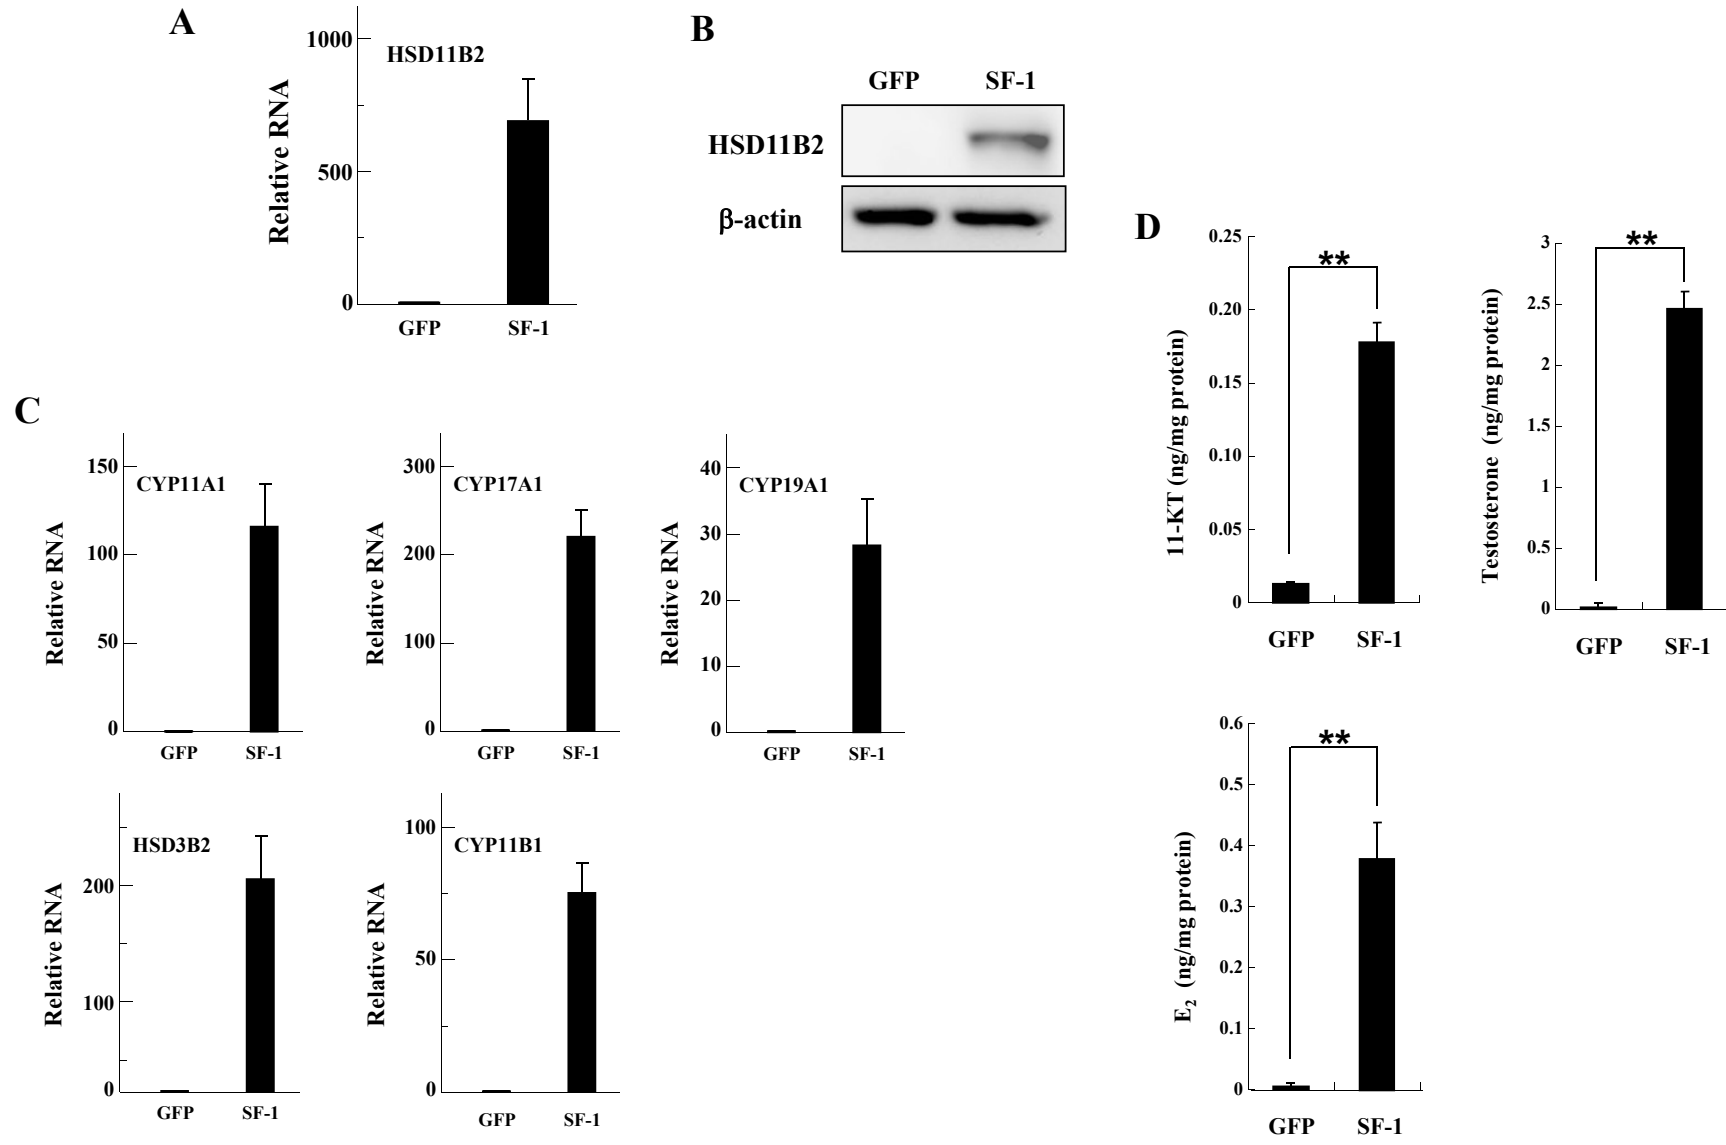 A
HSD11B2
Relative RNA
1000
500
0
GFP SF-1
B
GFP SF-1
HSD11B2
β-actin
C
CYP11A1
Relative RNA
150
100
50
0
GFP SF-1
CYP17A1
Relative RNA
300
200
100
0
GFP SF-1
CYP19A1
Relative RNA
40
30
20
10
0
GFP SF-1
HSD3B2
Relative RNA
200
100
0
GFP SF-1
CYP11B1
Relative RNA
100
50
0
GFP SF-1
D
11-KT (ng/mg protein)
0.25
0.20
0.15
0.10
0.05
0
**
GFP SF-1
Testosterone (ng/mg protein)
3
2.5
2
1.5
1
0.5
0
**
GFP SF-1
E₂ (ng/mg protein)
0.6
0.5
0.4
0.3
0.2
0.1
0
**
GFP SF-1